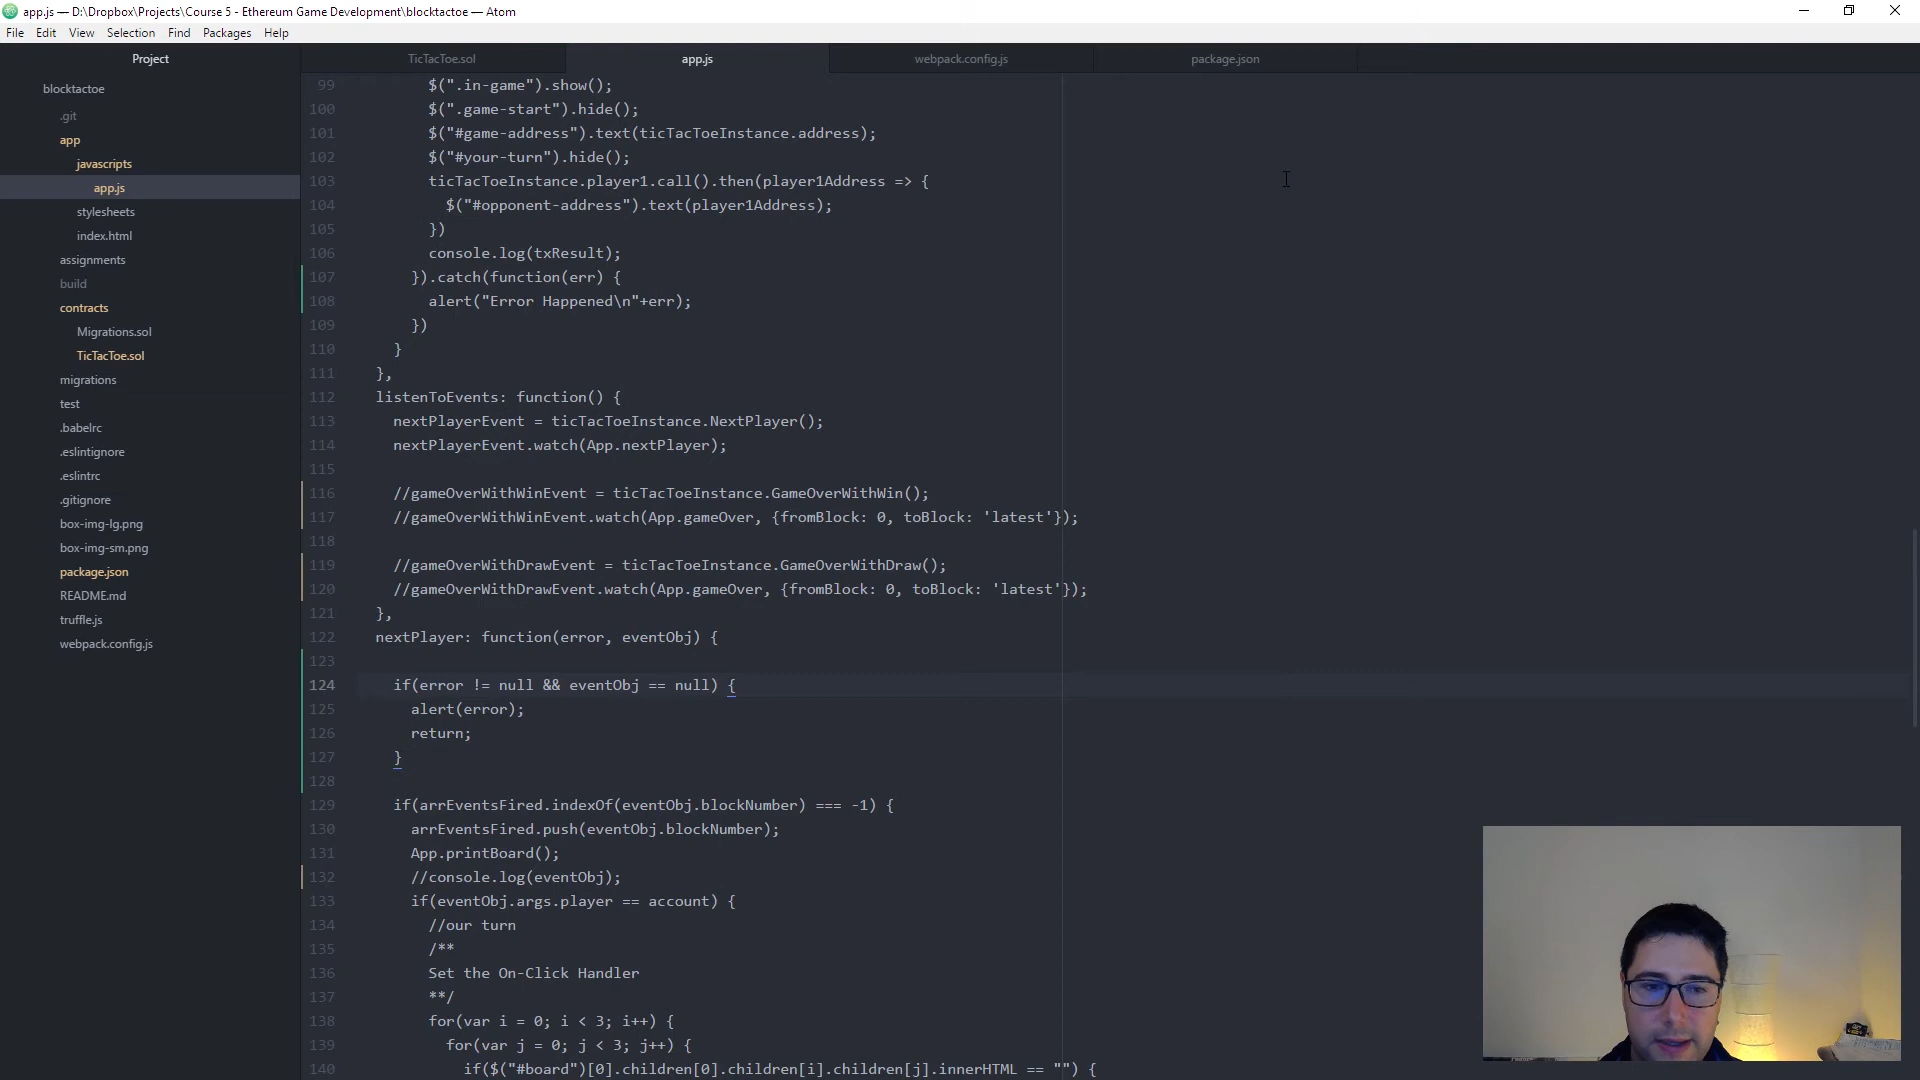 app.js — D:\Dropbox\Projects\Course 5 - Ethereum Game Development\blocktactoe — Atom
File Edit View Selection Find Packages Help
Project
TicTacToe.sol app.js webpack.config.js package.json
blocktactoe
.git
app
javascripts
app.js
stylesheets
index.html
assignments
build
contracts
Migrations.sol
TicTacToe.sol
migrations
test
.babelrc
.eslintignore
.eslintrc
.gitignore
box-img-lg.png
box-img-sm.png
package.json
README.md
truffle.js
webpack.config.js
99 $(".in-game").show();
100 $(".game-start").hide();
101 $("#game-address").text(ticTacToeInstance.address);
102 $("#your-turn").hide();
103 ticTacToeInstance.player1.call().then(player1Address => {
104 $("#opponent-address").text(player1Address);
105 })
106 console.log(txResult);
107 }).catch(function(err) {
108 alert("Error Happened\n"+err);
109 })
110 }
111 },
112 listenToEvents: function() {
113 nextPlayerEvent = ticTacToeInstance.NextPlayer();
114 nextPlayerEvent.watch(App.nextPlayer);
115
116 //gameOverWithWinEvent = ticTacToeInstance.GameOverWithWin();
117 //gameOverWithWinEvent.watch(App.gameOver, {fromBlock: 0, toBlock: 'latest'});
118
119 //gameOverWithDrawEvent = ticTacToeInstance.GameOverWithDraw();
120 //gameOverWithDrawEvent.watch(App.gameOver, {fromBlock: 0, toBlock: 'latest'});
121 },
122 nextPlayer: function(error, eventObj) {
123
124 if(error != null && eventObj == null) {
125 alert(error);
126 return;
127 }
128
129 if(arrEventsFired.indexOf(eventObj.blockNumber) === -1) {
130 arrEventsFired.push(eventObj.blockNumber);
131 App.printBoard();
132 //console.log(eventObj);
133 if(eventObj.args.player == account) {
134 //our turn
135 /**
136 Set the On-Click Handler
137 **/
138 for(var i = 0; i < 3; i++) {
139 for(var j = 0; j < 3; j++) {
140 if($("#board")[0].children[0].children[i].children[j].innerHTML == "") {